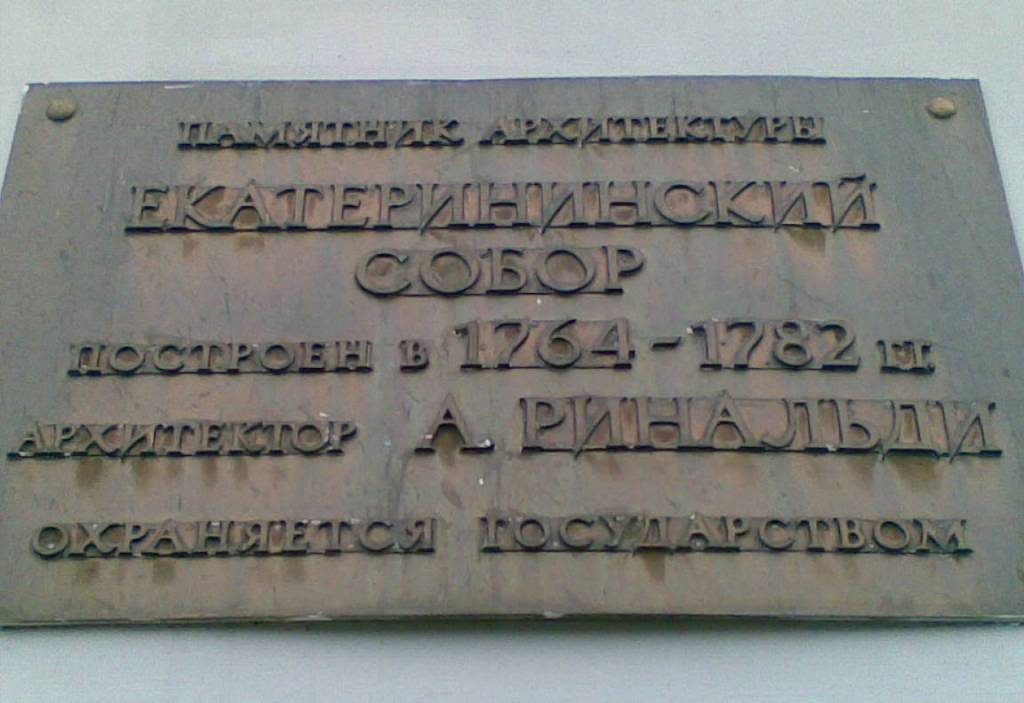 ПАМЯТНИК АРХИТЕКТУРЫ
ЕКАТЕРИНИНСКИЙ
СОБОР
ПОСТРОЕН В 1764-1782 ГГ.
АРХИТЕКТОР А. РИНАЛЬДИ
ОХРАНЯЕТСЯ ГОСУДАРСТВОМ